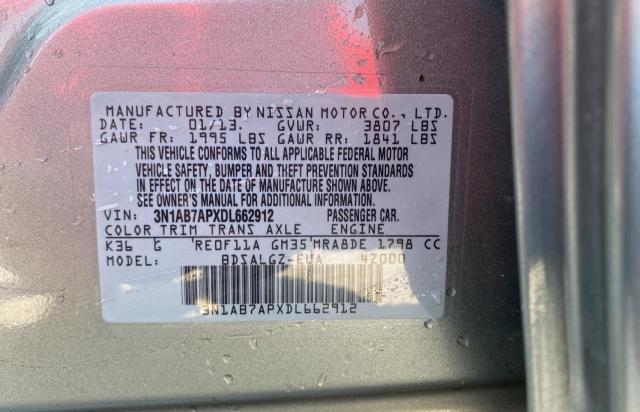 MANUFACTURED BY NISSAN MOTOR CO., LTD.
DATE: 01/13. GVWR: 3807 LBS
GAWR FR: 1995 LBS GAWR RR: 1841 LBS
THIS VEHICLE CONFORMS TO ALL APPLICABLE FEDERAL MOTOR
VEHICLE SAFETY, BUMPER AND THEFT PREVENTION STANDARDS
IN EFFECT ON THE DATE OF MANUFACTURE SHOWN ABOVE.
SEE OWNER'S MANUAL FOR ADDITIONAL INFORMATION.
VIN: 3N1AB7APXDL662912 PASSENGER CAR.
COLOR TRIM TRANS AXLE ENGINE
K36 G RE0F11A GM35 MRA8DE 1798 CC
MODEL: BDSALGZ-EUA 47000
3N1AB7APXDL662912